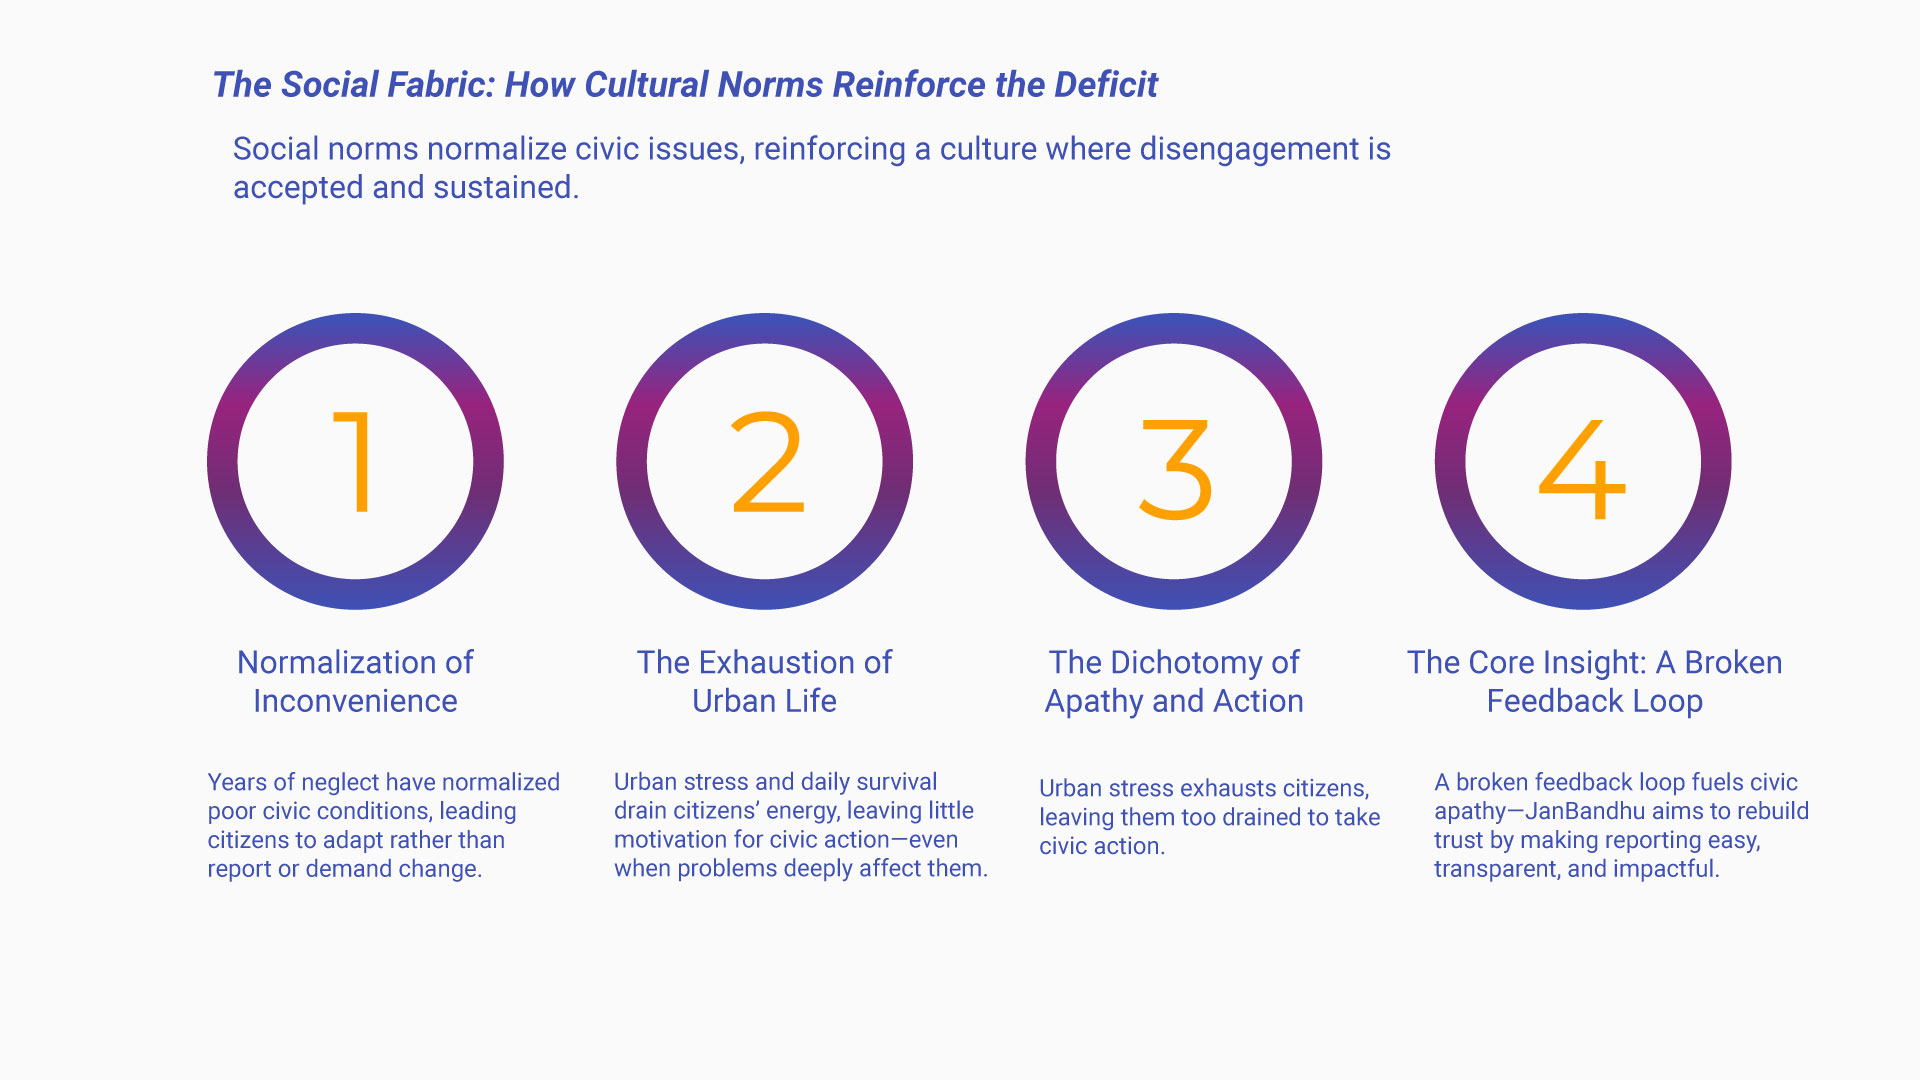 The Social Fabric: How Cultural Norms Reinforce the Deficit
Social norms normalize civic issues, reinforcing a culture where disengagement is
accepted and sustained.
1
2
3
4
Normalization of
Inconvenience
The Exhaustion of
Urban Life
The Dichotomy of
Apathy and Action
The Core Insight: A Broken
Feedback Loop
Years of neglect have normalized
poor civic conditions, leading
citizens to adapt rather than
report or demand change.
Urban stress and daily survival
drain citizens’ energy, leaving little
motivation for civic action—even
when problems deeply affect them.
Urban stress exhausts citizens,
leaving them too drained to take
civic action.
A broken feedback loop fuels civic
apathy—JanBandhu aims to rebuild
trust by making reporting easy,
transparent, and impactful.